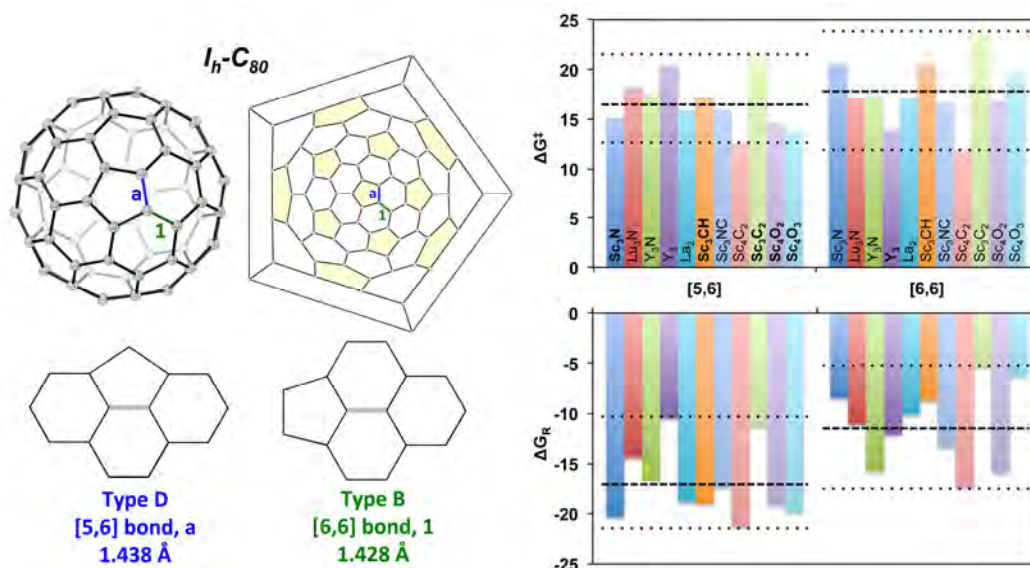 I_h-C₈₀
a
1
a
1
Type D
[5,6] bond, a
1.438 Å
Type B
[6,6] bond, 1
1.428 Å
ΔG‡
25
20
15
10
5
0
Sc₃N
Lu₃N
Y₃N
Y₃
La₂
Sc₃CH
Sc₃NC
Sc₄C₂
Sc₃C₂
Sc₄O₂
Sc₄O₃
Sc₃N
Lu₃N
Y₃N
Y₃
La₂
Sc₃CH
Sc₃NC
Sc₄C₂
Sc₃C₂
Sc₄O₂
Sc₄O₃
[5,6]
[6,6]
ΔG_R
0
-5
-10
-15
-20
-25